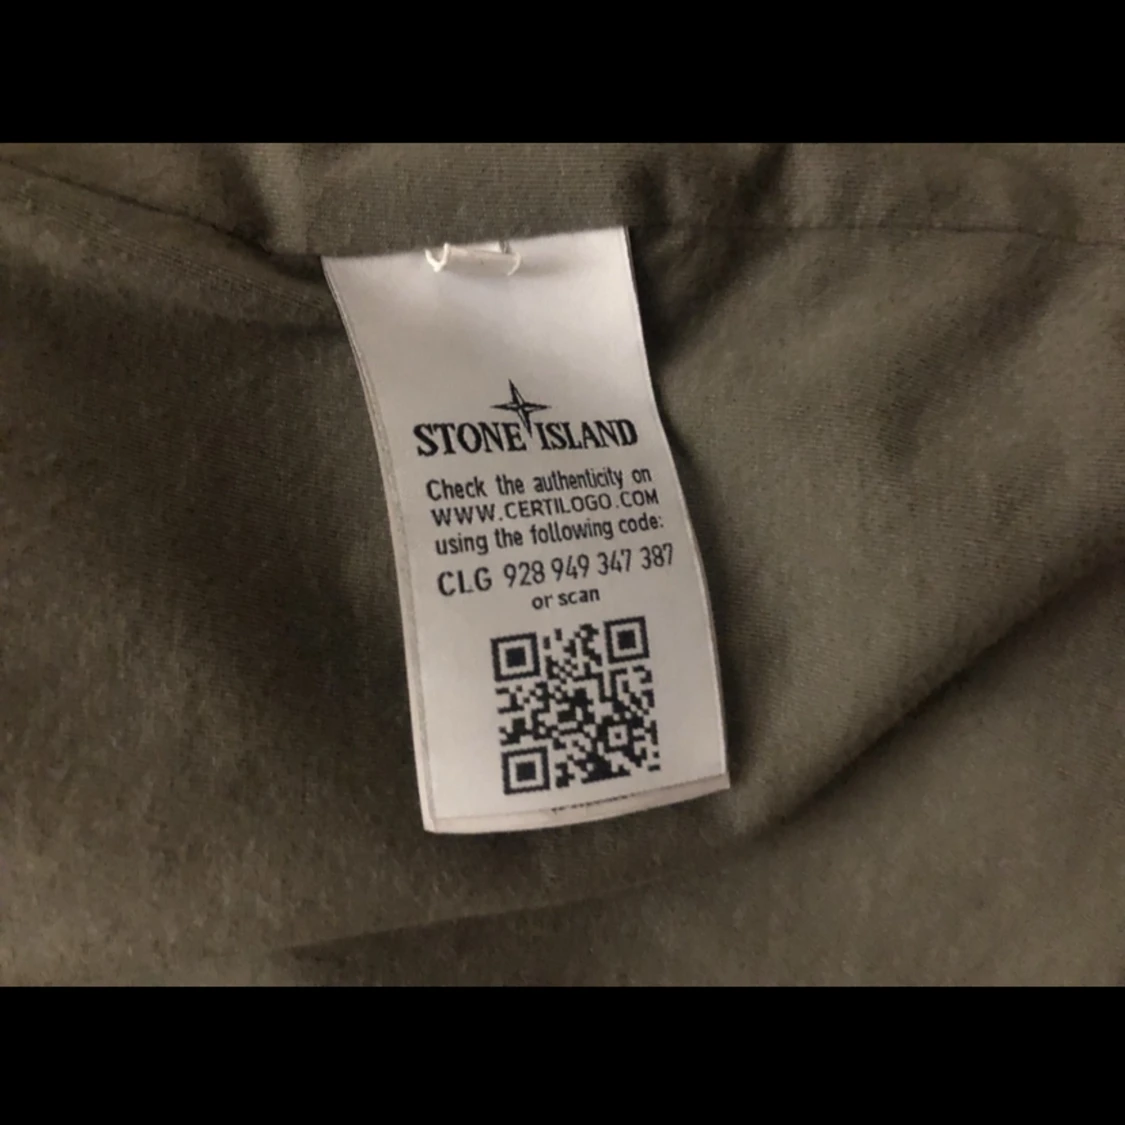 STONE ISLAND
Check the authenticity on
WWW.CERTILOGO.COM
using the following code:
CLG 928 949 347 387
or scan